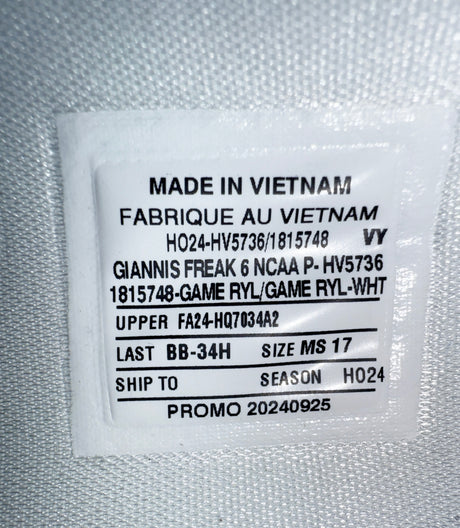 MADE IN VIETNAM
FABRIQUE AU VIETNAM
HO24-HV5736/1815748 VY
GIANNIS FREAK 6 NCAA P- HV5736
1815748-GAME RYL/GAME RYL-WHT
UPPER FA24-HQ7034A2
LAST BB-34H SIZE MS 17
SHIP TO SEASON HO24
PROMO 20240925